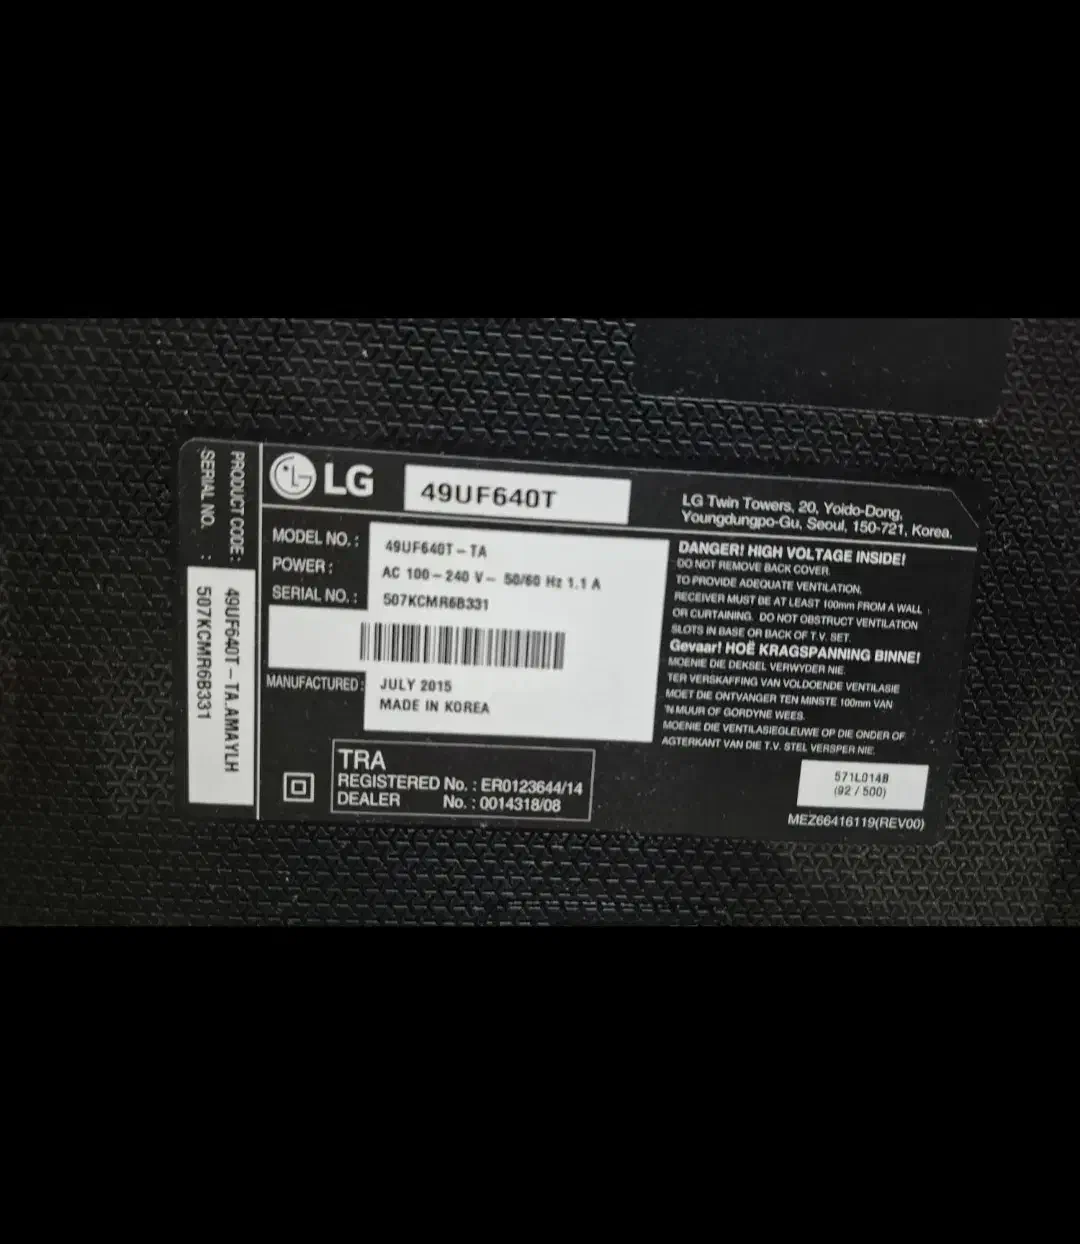 LG
49UF640T
LG Twin Towers, 20, Yoido-Dong,
Youngdungpo-Gu, Seoul, 150-721, Korea.
PRODUCT CODE: 49UF640T-TA.AMAYLH
SERIAL NO. : 507KCMR6B331
MODEL NO. : 49UF640T-TA
POWER : AC 100-240 V~ 50/60 Hz 1.1 A
SERIAL NO. : 507KCMR6B331
MANUFACTURED : JULY 2015
MADE IN KOREA
DANGER! HIGH VOLTAGE INSIDE!
DO NOT REMOVE BACK COVER.
TO PROVIDE ADEQUATE VENTILATION,
RECEIVER MUST BE AT LEAST 100mm FROM A WALL
OR CURTAINING. DO NOT OBSTRUCT VENTILATION
SLOTS IN BASE OR BACK OF T.V. SET.
Gevaar! HOË KRAGSPANNING BINNE!
MOENIE DIE DEKSEL VERWYDER NIE.
TER VERSKAFFING VAN VOLDOENDE VENTILASIE
MOET DIE ONTVANGER TEN MINSTE 100mm VAN
'N MUUR OF GORDYNE WEES.
MOENIE DIE VENTILASIEGLEUWE OP DIE ONDER OF
AGTERKANT VAN DIE T.V. STEL VERSPER NIE.
TRA
REGISTERED No. : ER0123644/14
DEALER No. : 0014318/08
571L014B
(92 / 500)
MEZ66416119(REV00)